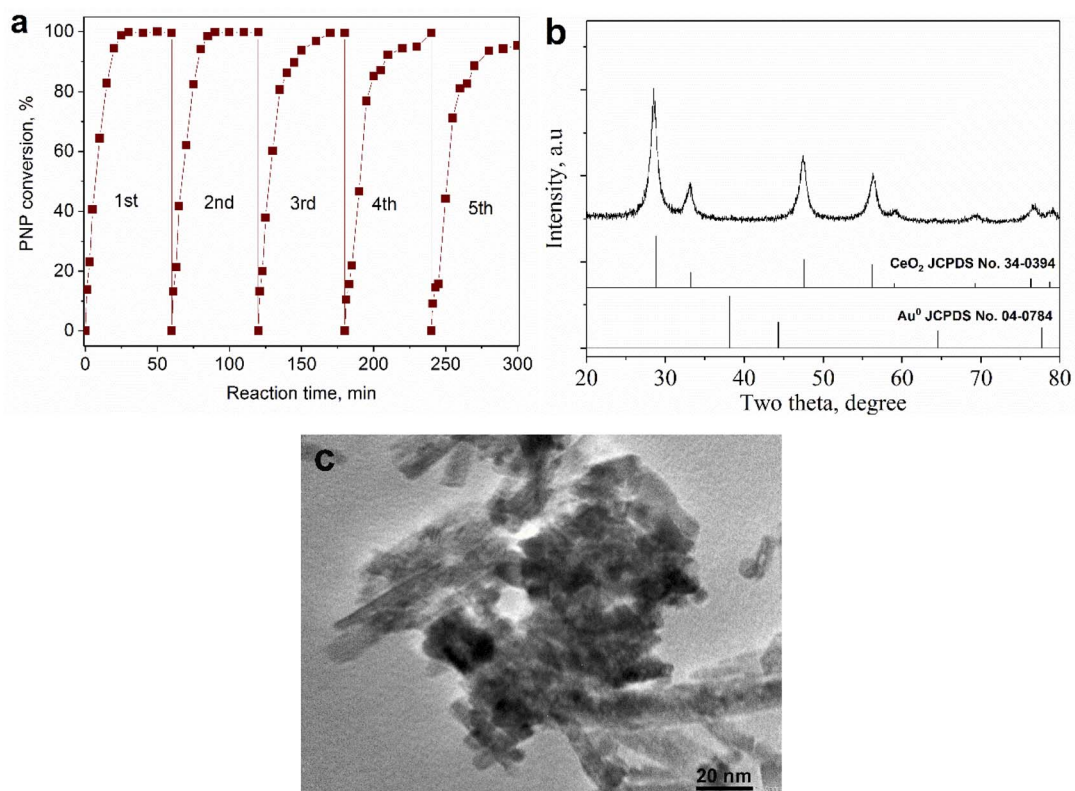 a
PNP conversion, %
100
80
60
40
20
0
1st
2nd
3rd
4th
5th
0
50
100
150
200
250
300
Reaction time, min
b
Intensity, a.u
CeO₂ JCPDS No. 34-0394
Au⁰ JCPDS No. 04-0784
20
30
40
50
60
70
80
Two theta, degree
c
20 nm